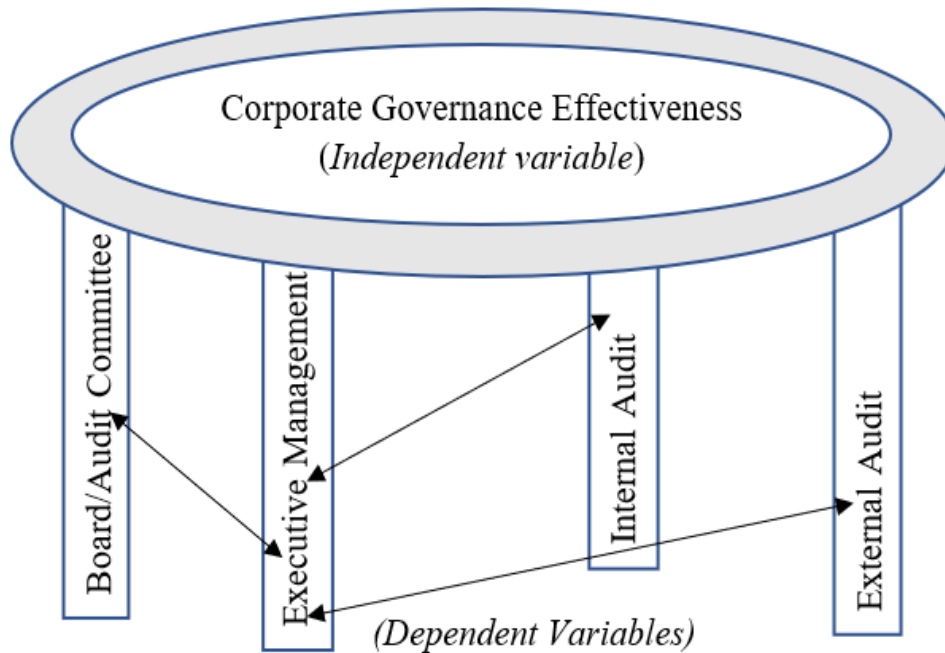 Corporate Governance Effectiveness
(Independent variable)
Board/Audit Committee
Executive Management
Internal Audit
External Audit
(Dependent Variables)